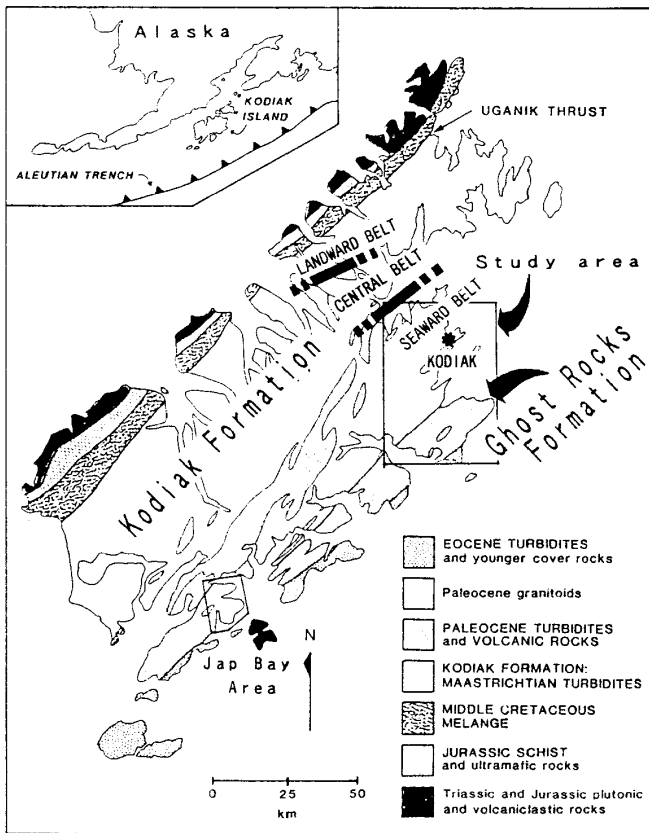 Alaska
KODIAK
ISLAND
ALEUTIAN TRENCH
UGANIK THRUST
LANDWARD BELT
CENTRAL BELT
SEAWARD BELT
Study area
KODIAK
Kodiak Formation
Ghost Rocks
Formation
Jap Bay
Area
N
0 25 50
km
EOCENE TURBIDITES
and younger cover rocks
Paleocene granitoids
PALEOCENE TURBIDITES
and VOLCANIC ROCKS
KODIAK FORMATION:
MAASTRICHTIAN TURBIDITES
MIDDLE CRETACEOUS
MELANGE
JURASSIC SCHIST
and ultramafic rocks
Triassic and Jurassic plutonic
and volcaniclastic rocks